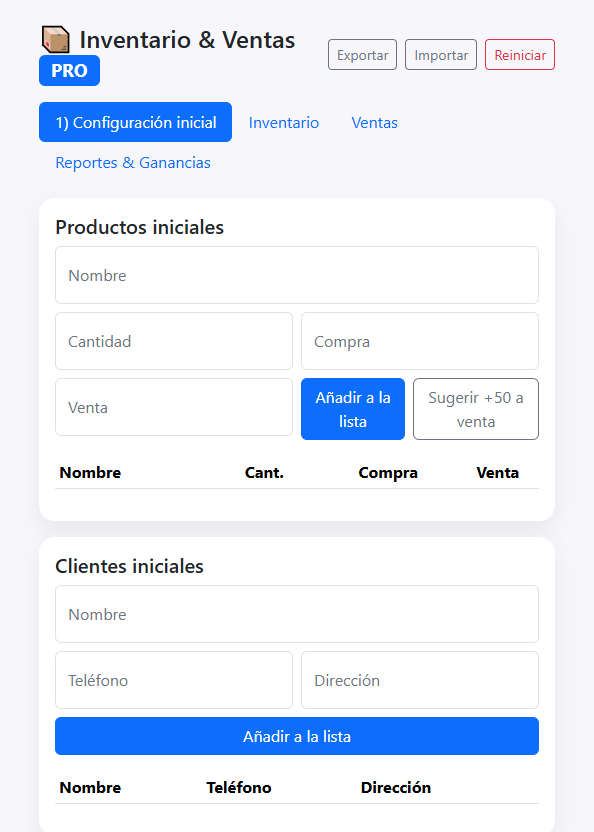 Inventario & Ventas
PRO
Exportar
Importar
Reiniciar
1) Configuración inicial
Inventario
Ventas
Reportes & Ganancias
Productos iniciales
Nombre
Cantidad
Compra
Venta
Añadir a la
lista
Sugerir +50 a
venta
Nombre Cant. Compra Venta
Clientes iniciales
Nombre
Teléfono
Dirección
Añadir a la lista
Nombre Teléfono Dirección